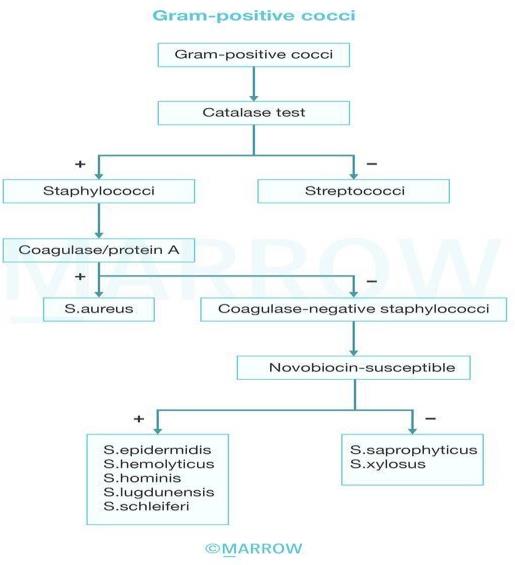 Gram-positive cocci
Gram-positive cocci
Catalase test
+
−
Staphylococci
Streptococci
Coagulase/protein A
+
−
S.aureus
Coagulase-negative staphylococci
Novobiocin-susceptible
+
−
S.epidermidis
S.hemolyticus
S.hominis
S.lugdunensis
S.schleiferi
S.saprophyticus
S.xylosus
MARROW
©MARROW